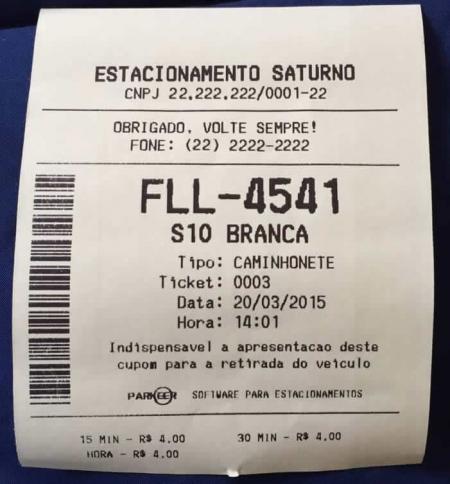 ESTACIONAMENTO SATURNO
CNPJ 22.222.222/0001-22
OBRIGADO, VOLTE SEMPRE!
FONE: (22) 2222-2222
FLL-4541
S10 BRANCA
Tipo: CAMINHONETE
Ticket: 0003
Data: 20/03/2015
Hora: 14:01
Indispensavel a apresentacao deste
cupom para a retirada do veiculo
PARKEER SOFTWARE PARA ESTACIONAMENTOS
15 MIN - R$ 4.00 30 MIN - R$ 4.00
HORA - R$ 4.00